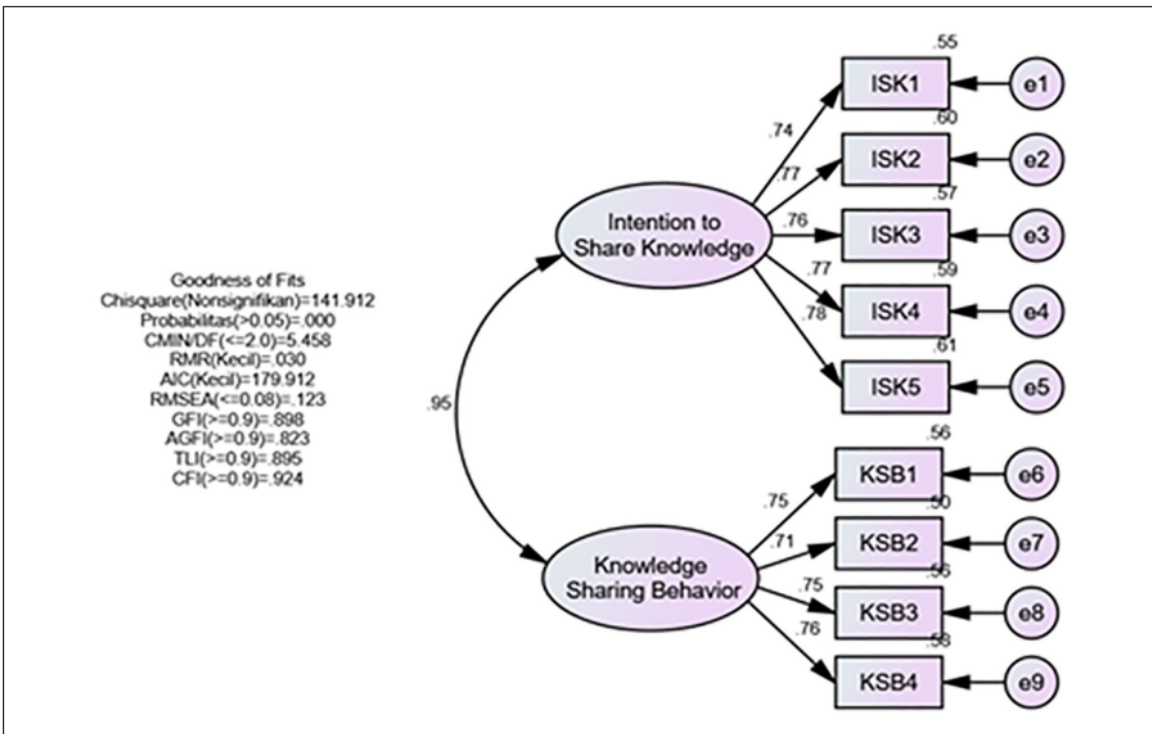 Goodness of Fits
Chisquare(Nonsignifikan)=141.912
Probabilitas(>0.05)=.000
CMIN/DF(<=2.0)=5.458
RMR(Kecil)=.030
AIC(Kecil)=179.912
RMSEA(<=0.08)=.123
GFI(>=0.9)=.898
AGFI(>=0.9)=.823
TLI(>=0.9)=.895
CFI(>=0.9)=.924
.95
Intention to
Share Knowledge
.74
.77
.76
.77
.78
.55
ISK1
e1
.60
ISK2
e2
.57
ISK3
e3
.59
ISK4
e4
.61
ISK5
e5
Knowledge
Sharing Behavior
.75
.71
.75
.76
.56
KSB1
e6
.50
KSB2
e7
.56
KSB3
e8
.58
KSB4
e9